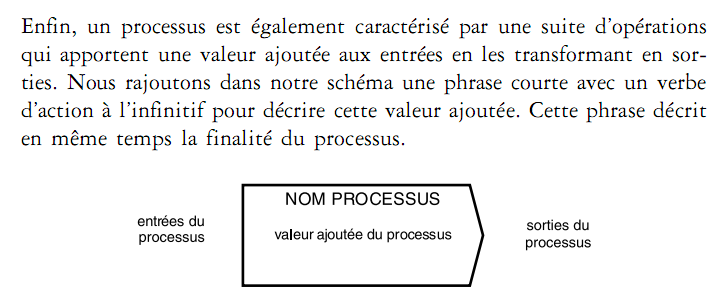 Enfin, un processus est également caractérisé par une suite d'opérations
qui apportent une valeur ajoutée aux entrées en les transformant en sor-
ties. Nous rajoutons dans notre schéma une phrase courte avec un verbe
d'action à l'infinitif pour décrire cette valeur ajoutée. Cette phrase décrit
en même temps la finalité du processus.
NOM PROCESSUS
entrées du
processus
valeur ajoutée du processus
sorties du
processus